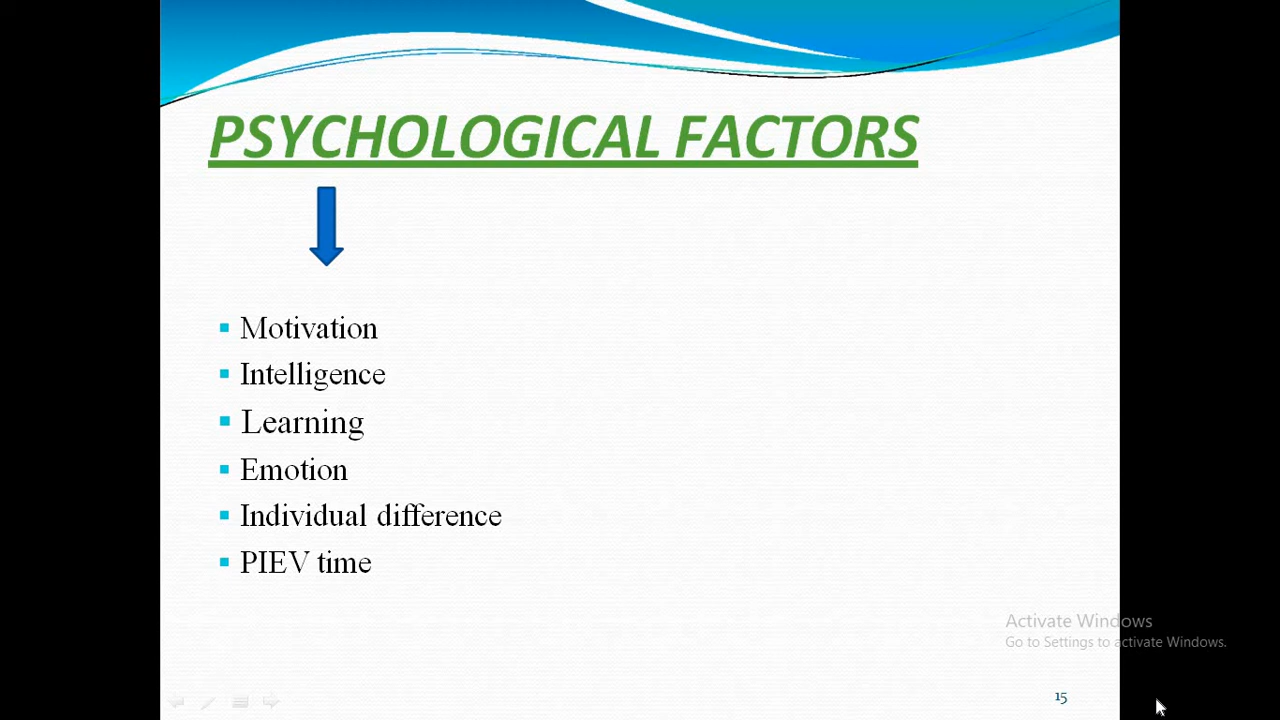 PSYCHOLOGICAL FACTORS
Motivation
Intelligence
Learning
Emotion
Individual difference
PIEV time
Activate Windows
Go to Settings to activate Windows.
15